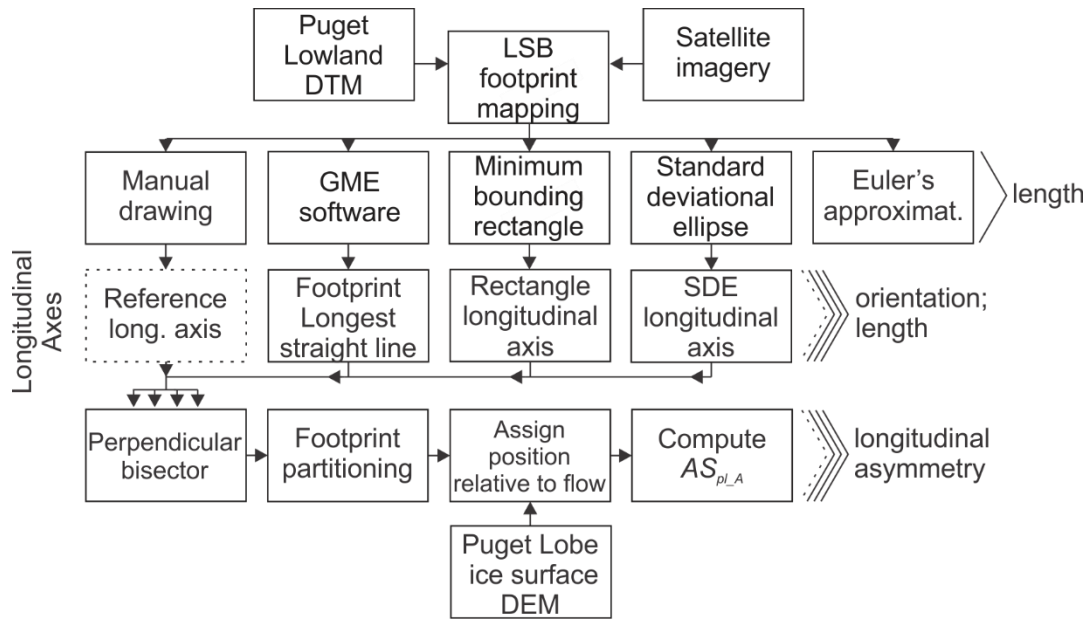 Puget
Lowland
DTM
LSB
footprint
mapping
Satellite
imagery
Manual
drawing
GME
software
Minimum
bounding
rectangle
Standard
deviational
ellipse
Euler's
approximat.
length
Longitudinal
Axes
Reference
long. axis
Footprint
Longest
straight line
Rectangle
longitudinal
axis
SDE
longitudinal
axis
orientation;
length
Perpendicular
bisector
Footprint
partitioning
Assign
position
relative to flow
Compute
AS_pl_A
longitudinal
asymmetry
Puget Lobe
ice surface
DEM